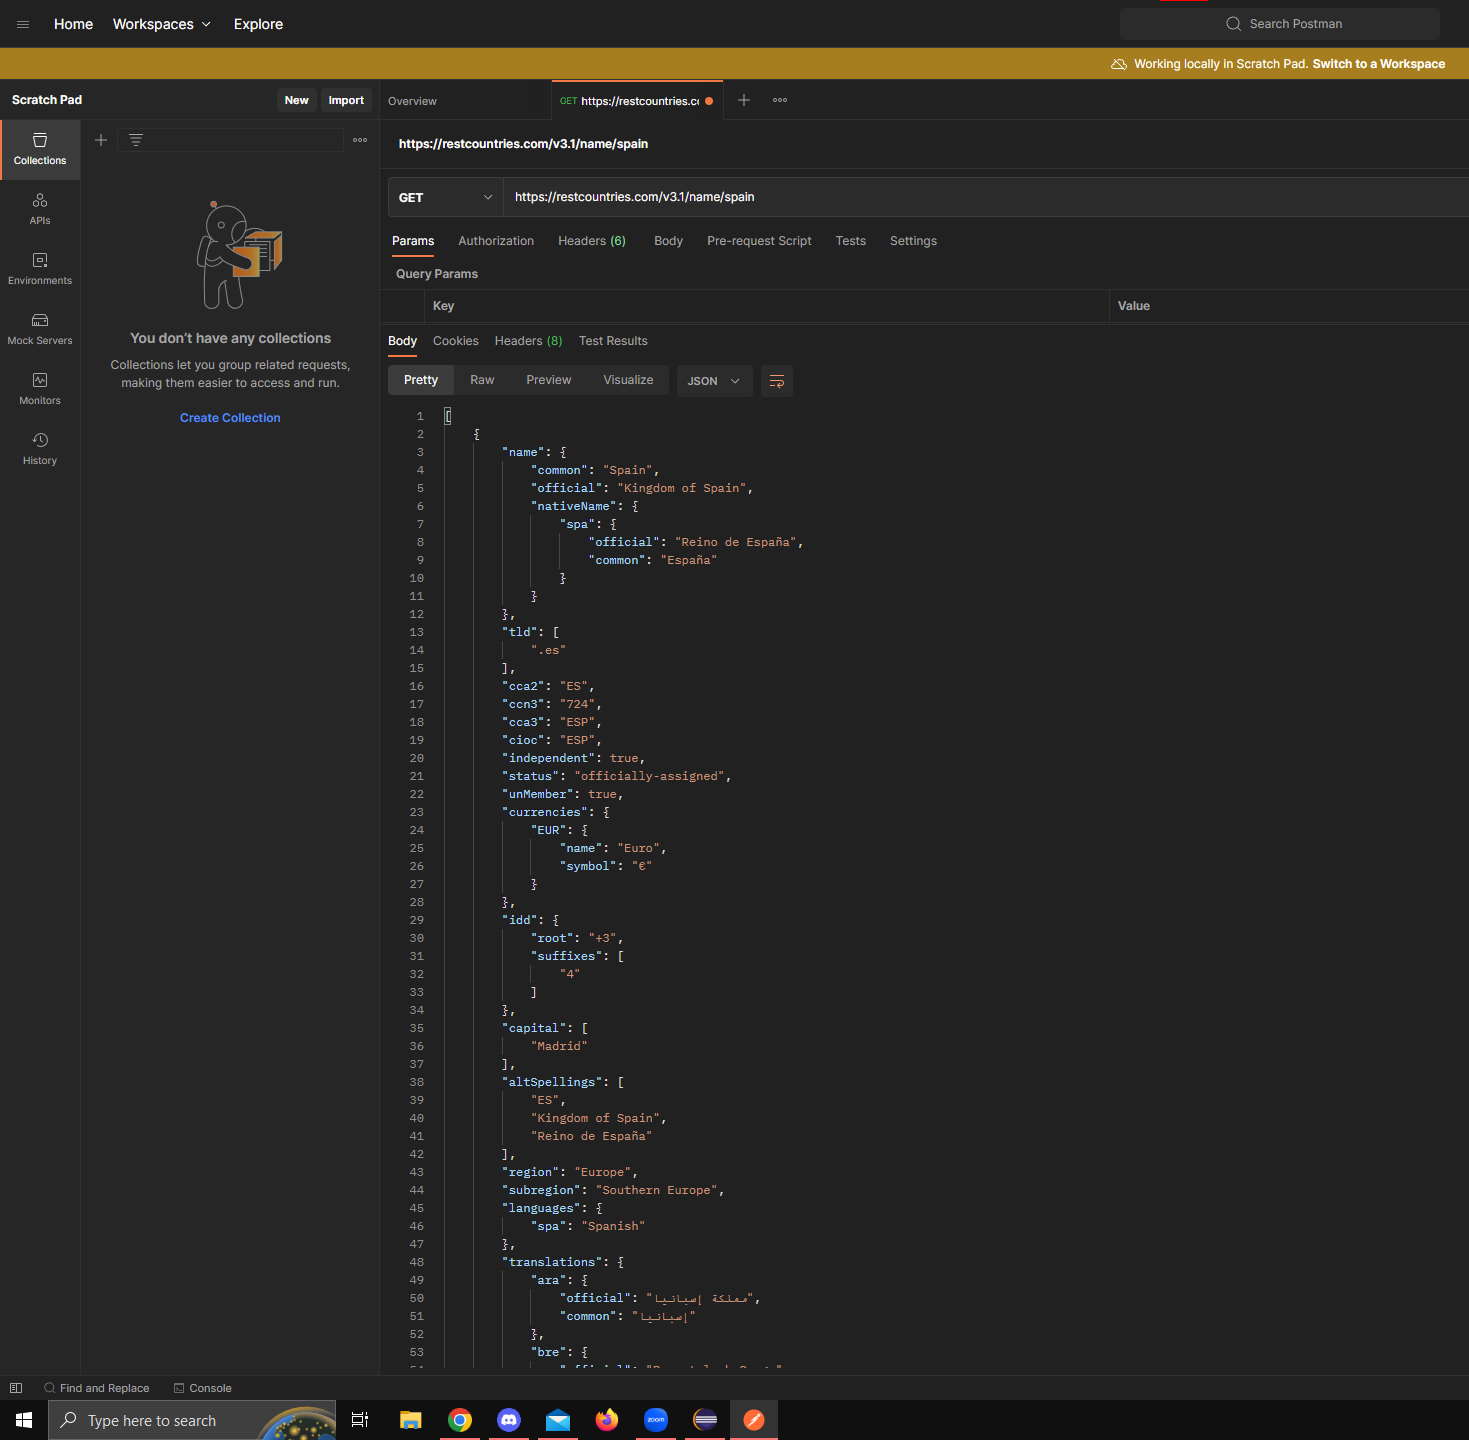 Home Workspaces Explore Search Postman
Working locally in Scratch Pad. Switch to a Workspace
Scratch Pad New Import Overview GET https://restcountries.cc
Collections
APIs
Environments
Mock Servers
Monitors
History
You don’t have any collections
Collections let you group related requests,
making them easier to access and run.
Create Collection
https://restcountries.com/v3.1/name/spain
GET https://restcountries.com/v3.1/name/spain
Params Authorization Headers (6) Body Pre-request Script Tests Settings
Query Params
Key Value
Body Cookies Headers (8) Test Results
Pretty Raw Preview Visualize JSON
1 [
2 {
3 "name": {
4 "common": "Spain",
5 "official": "Kingdom of Spain",
6 "nativeName": {
7 "spa": {
8 "official": "Reino de España",
9 "common": "España"
10 }
11 }
12 },
13 "tld": [
14 ".es"
15 ],
16 "cca2": "ES",
17 "ccn3": "724",
18 "cca3": "ESP",
19 "cioc": "ESP",
20 "independent": true,
21 "status": "officially-assigned",
22 "unMember": true,
23 "currencies": {
24 "EUR": {
25 "name": "Euro",
26 "symbol": "€"
27 }
28 },
29 "idd": {
30 "root": "+3",
31 "suffixes": [
32 "4"
33 ]
34 },
35 "capital": [
36 "Madrid"
37 ],
38 "altSpellings": [
39 "ES",
40 "Kingdom of Spain",
41 "Reino de España"
42 ],
43 "region": "Europe",
44 "subregion": "Southern Europe",
45 "languages": {
46 "spa": "Spanish"
47 },
48 "translations": {
49 "ara": {
50 "official": "مملكة إسبانيا",
51 "common": "إسبانيا"
52 },
53 "bre": {
Find and Replace Console
Type here to search
zoom